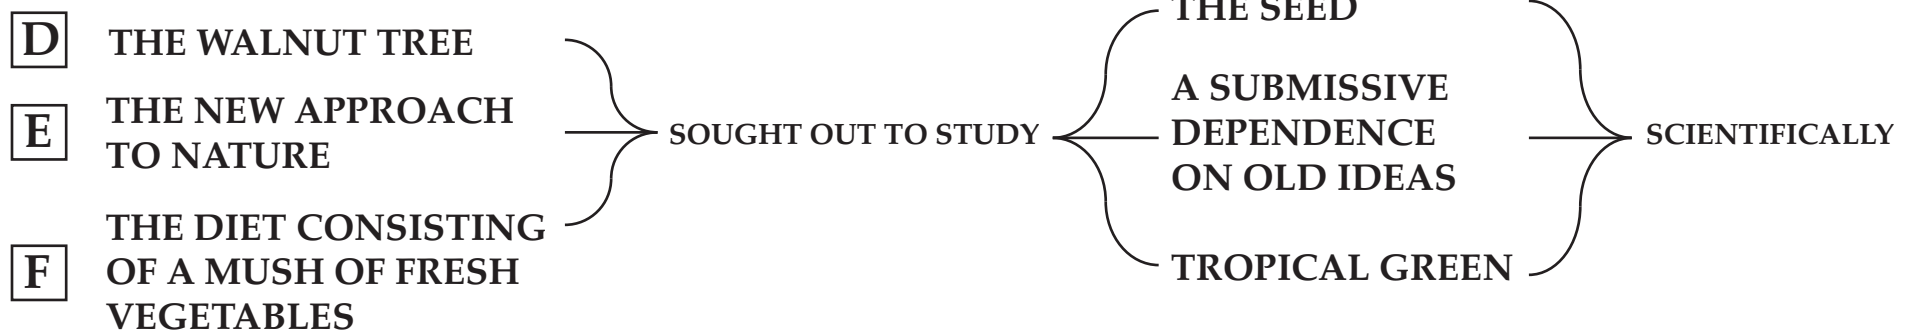 D THE WALNUT TREE
E THE NEW APPROACH
TO NATURE
F THE DIET CONSISTING
OF A MUSH OF FRESH
VEGETABLES
SOUGHT OUT TO STUDY
THE SEED
A SUBMISSIVE
DEPENDENCE
ON OLD IDEAS
TROPICAL GREEN
SCIENTIFICALLY